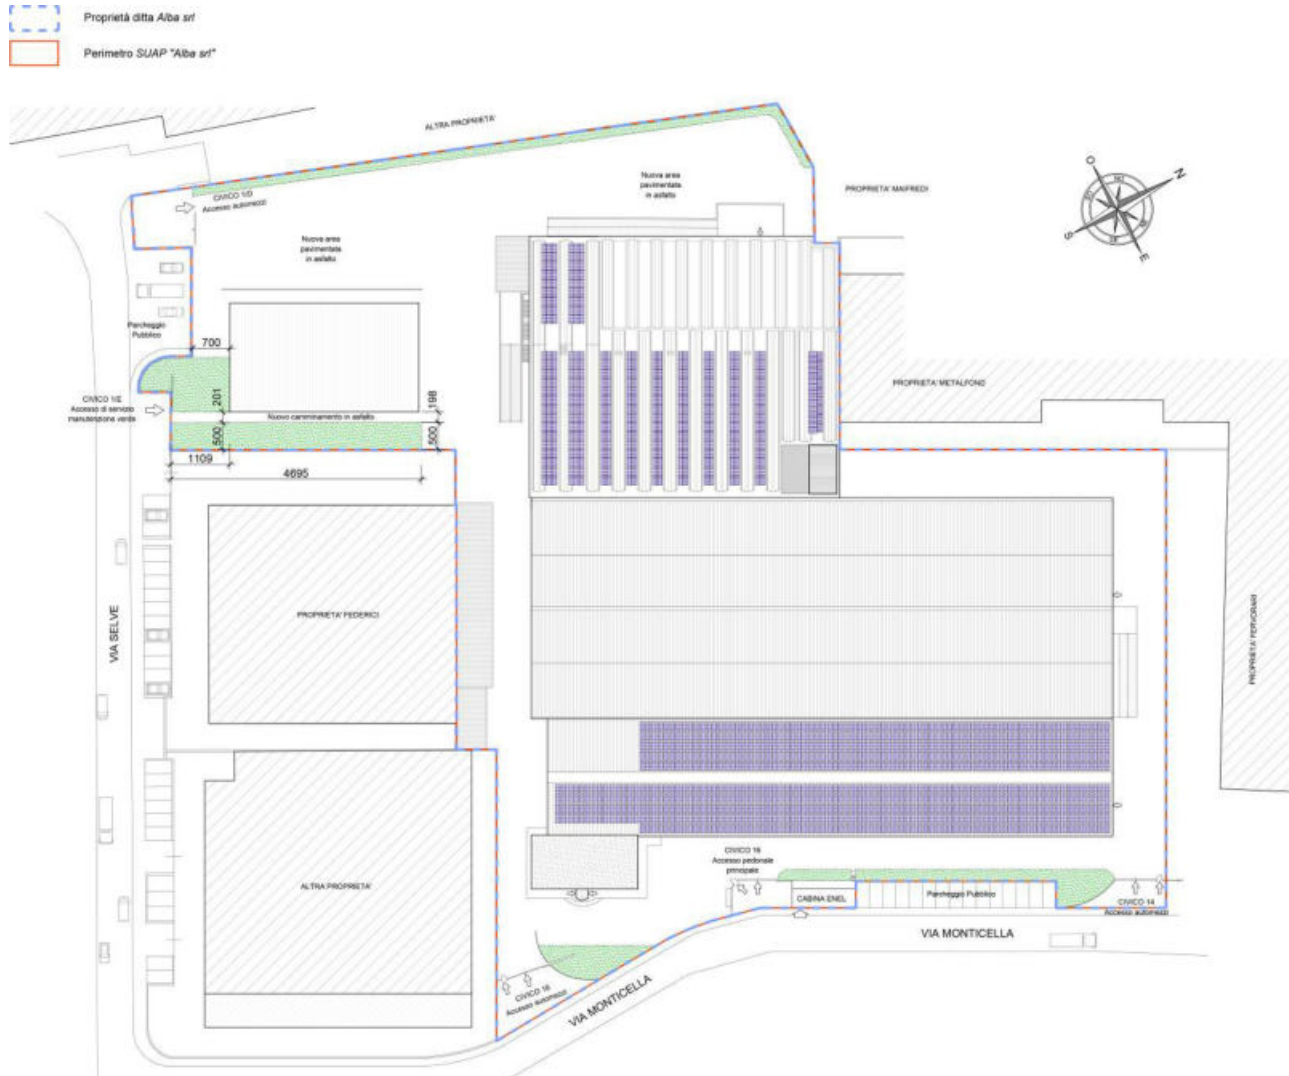 Proprietà ditta Alba srl
Perimetro SUAP "Alba srl"
ALTRA PROPRIETA'
CIVICO 1/D
Accesso automezzi
Nuova area
pavimentata
in asfalto
PROPRIETA' MAIFREDI
O
N
S
E
Nuova area
pavimentata
in asfalto
Parcheggio
Pubblico
700
CIVICO 1/E
Accesso di servizio
manutenzione verde
201
198
Nuovo camminamento in asfalto
500
500
1109
4695
PROPRIETA' METALFOND
VIA SELVE
PROPRIETA' FEDERICI
PROPRIETA' FERVORARI
ALTRA PROPRIETA'
CIVICO 16
Accesso pedonale
principale
CABINA ENEL
Parcheggio Pubblico
CIVICO 14
Accesso automezzi
VIA MONTICELLA
CIVICO 18
Accesso automezzi
VIA MONTICELLA